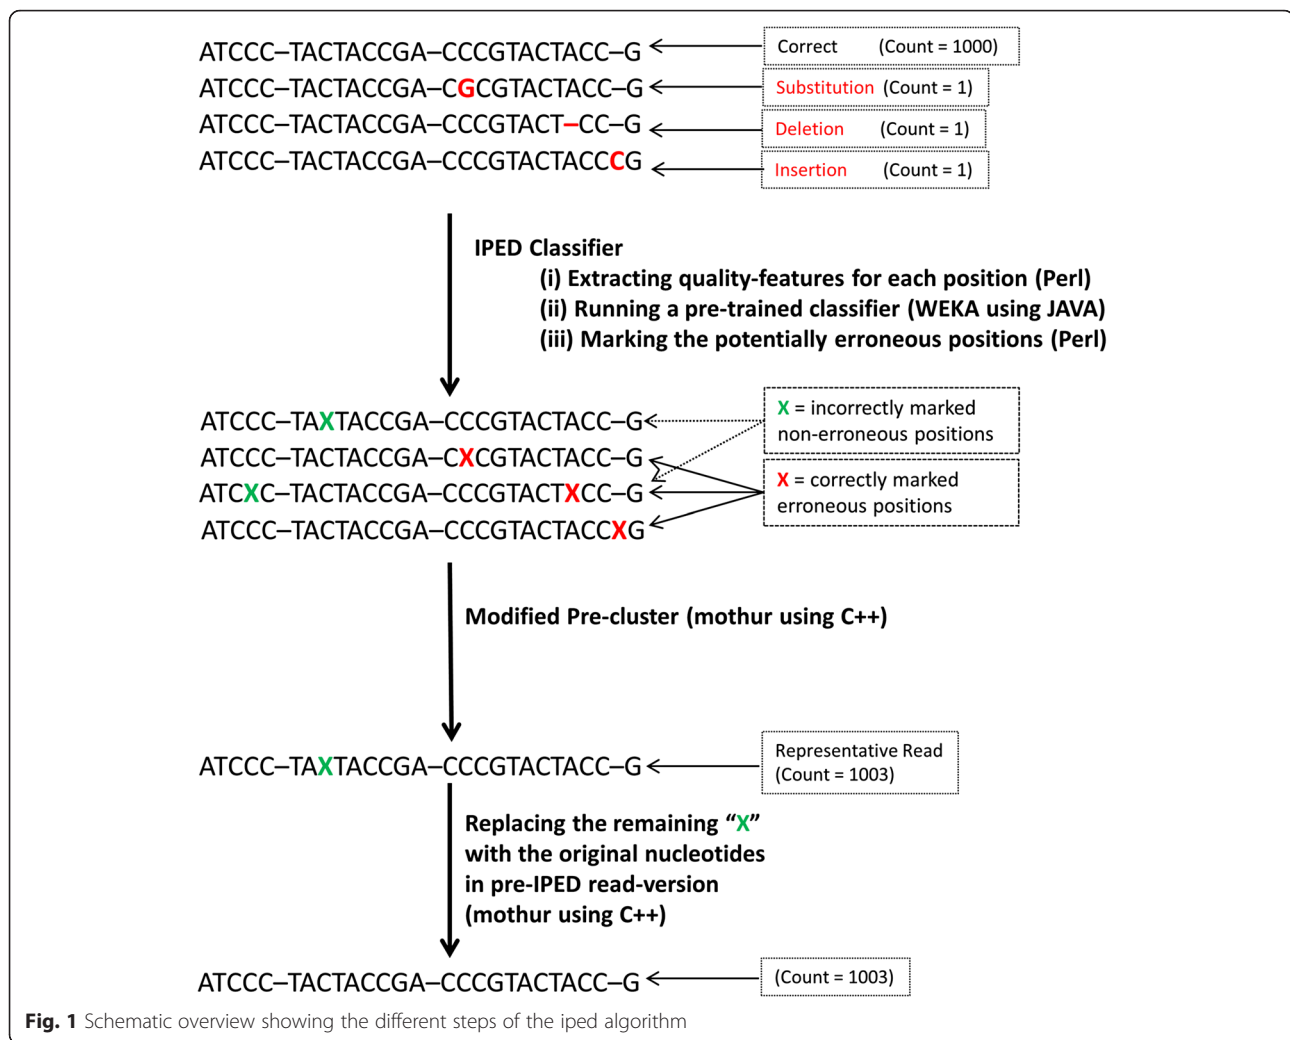 ATCCC–TACTACCGA–CCCGTACTACC–G
Correct (Count = 1000)
ATCCC–TACTACCGA–CGCGTACTACC–G
Substitution (Count = 1)
ATCCC–TACTACCGA–CCCGTACT–CC–G
Deletion (Count = 1)
ATCCC–TACTACCGA–CCCGTACTACCCG
Insertion (Count = 1)
IPED Classifier
(i) Extracting quality-features for each position (Perl)
(ii) Running a pre-trained classifier (WEKA using JAVA)
(iii) Marking the potentially erroneous positions (Perl)
ATCCC–TAXTACCGA–CCCGTACTACC–G
ATCCC–TACTACCGA–CXCGTACTACC–G
ATCXC–TACTACCGA–CCCGTACTXCC–G
ATCCC–TACTACCGA–CCCGTACTACCXG
X = incorrectly marked
non-erroneous positions
X = correctly marked
erroneous positions
Modified Pre-cluster (mothur using C++)
ATCCC–TAXTACCGA–CCCGTACTACC–G
Representative Read
(Count = 1003)
Replacing the remaining “X”
with the original nucleotides
in pre-IPED read-version
(mothur using C++)
ATCCC–TACTACCGA–CCCGTACTACC–G
(Count = 1003)
Fig. 1 Schematic overview showing the different steps of the iped algorithm